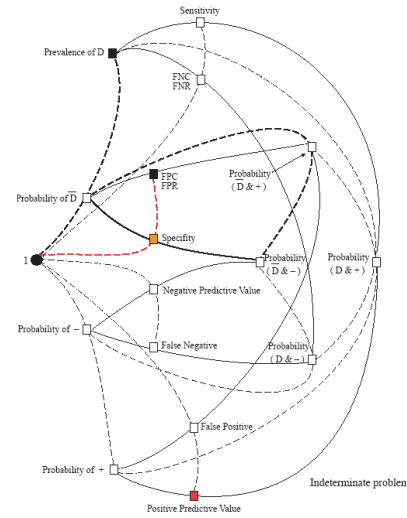 Sensitivity
Prevalence of D
FNC
FNR
FPC
FPR
Probability
( D̅ & + )
Probability of D̅
Specifity
1
Probability
( D̅ & − )
Probability
( D & + )
Negative Predictive Value
Probability of −
False Negative
Probability
( D & − )
False Positive
Probability of +
Indeterminate problem
Positive Predictive Value